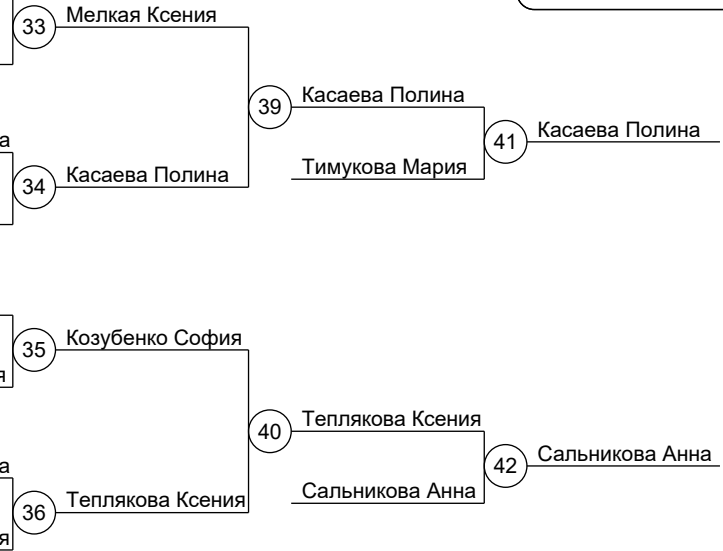 33 Мелкая Ксения
39 Касаева Полина
41 Касаева Полина
а
34 Касаева Полина
Тимукова Мария
35 Козубенко София
я
40 Теплякова Ксения
42 Сальникова Анна
а
36 Теплякова Ксения
Сальникова Анна
я